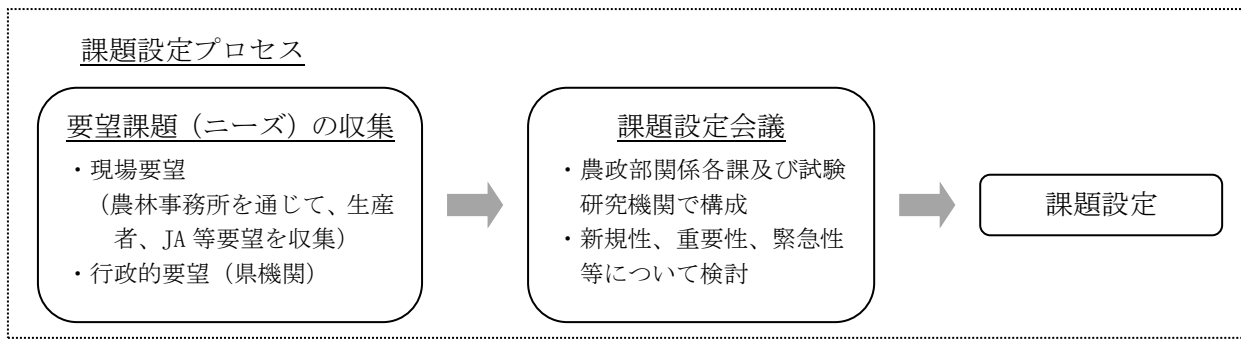 課題設定プロセス
要望課題（ニーズ）の収集
・現場要望
（農林事務所を通じて、生産
者、JA 等要望を収集）
・行政的要望（県機関）
課題設定会議
・農政部関係各課及び試験
研究機関で構成
・新規性、重要性、緊急性
等について検討
課題設定